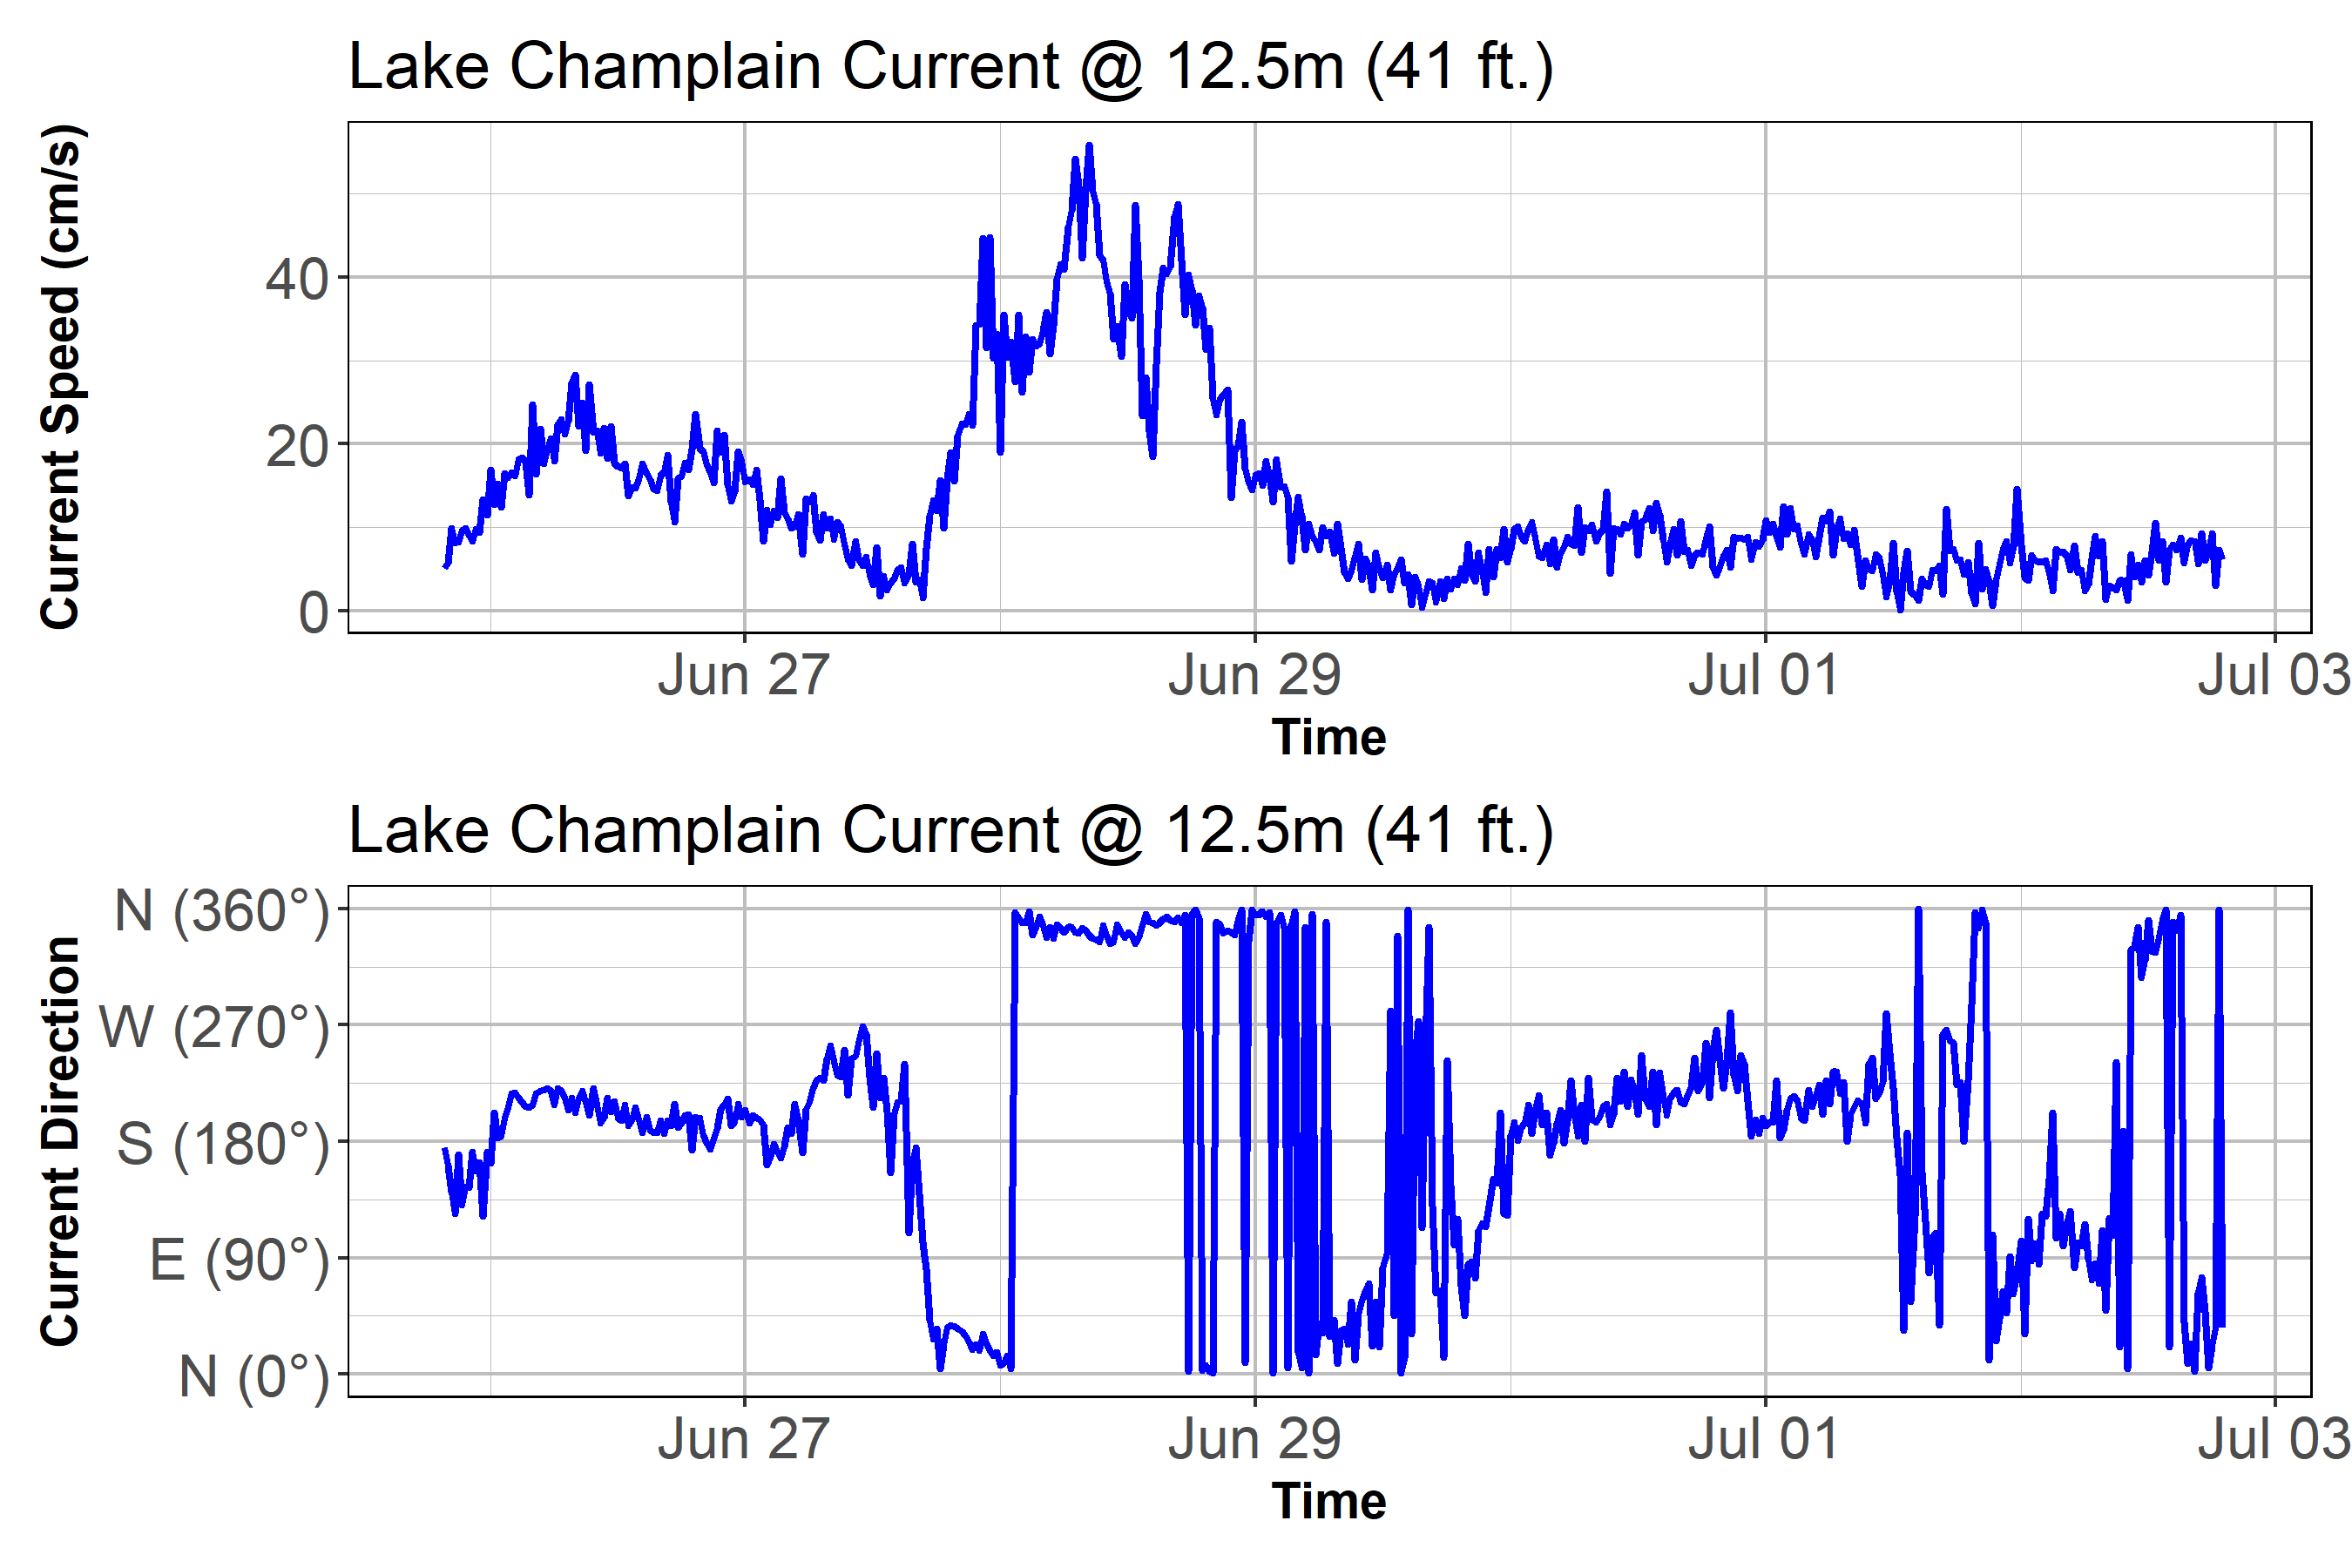 Lake Champlain Current @ 12.5m (41 ft.)
Current Speed (cm/s)
40
20
0
Jun 27 Jun 29 Jul 01 Jul 03
Time
Lake Champlain Current @ 12.5m (41 ft.)
Current Direction
N (360°)
W (270°)
S (180°)
E (90°)
N (0°)
Jun 27 Jun 29 Jul 01 Jul 03
Time